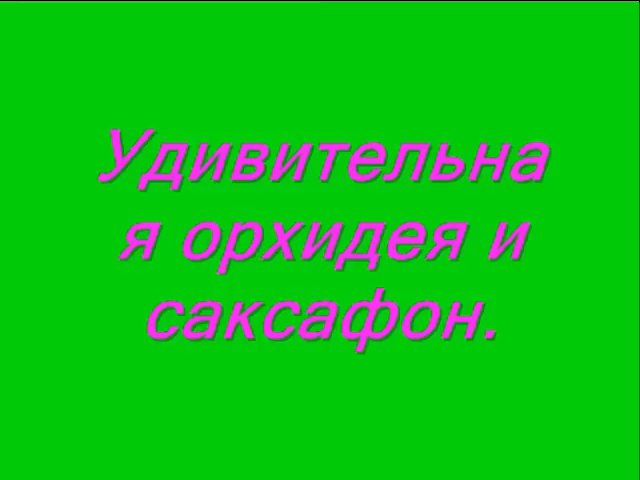 Удивительна
я орхидея и
саксафон.